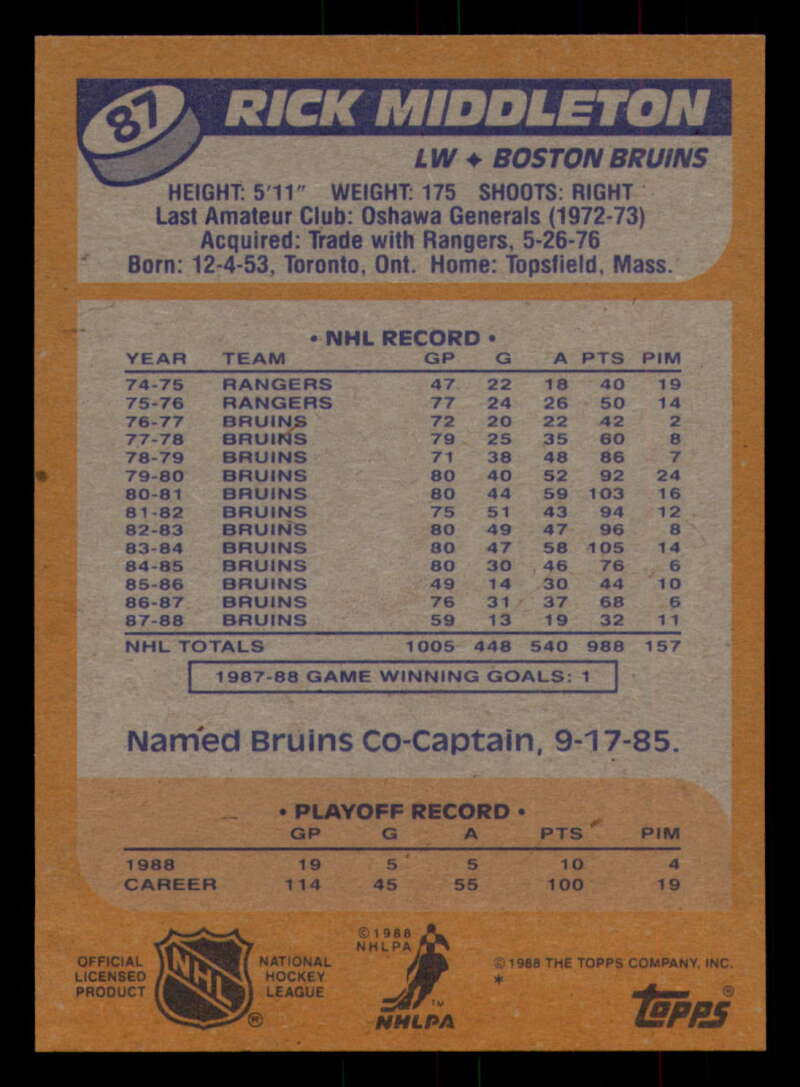 87
RICK MIDDLETON
LW ✦ BOSTON BRUINS
HEIGHT: 5'11" WEIGHT: 175 SHOOTS: RIGHT
Last Amateur Club: Oshawa Generals (1972-73)
Acquired: Trade with Rangers, 5-26-76
Born: 12-4-53, Toronto, Ont. Home: Topsfield, Mass.
• NHL RECORD •
YEAR TEAM GP G A PTS PIM
74-75 RANGERS 47 22 18 40 19
75-76 RANGERS 77 24 26 50 14
76-77 BRUINS 72 20 22 42 2
77-78 BRUINS 79 25 35 60 8
78-79 BRUINS 71 38 48 86 7
79-80 BRUINS 80 40 52 92 24
80-81 BRUINS 80 44 59 103 16
81-82 BRUINS 75 51 43 94 12
82-83 BRUINS 80 49 47 96 8
83-84 BRUINS 80 47 58 105 14
84-85 BRUINS 80 30 46 76 6
85-86 BRUINS 49 14 30 44 10
86-87 BRUINS 76 31 37 68 6
87-88 BRUINS 59 13 19 32 11
NHL TOTALS 1005 448 540 988 157
1987-88 GAME WINNING GOALS: 1
Named Bruins Co-Captain, 9-17-85.
• PLAYOFF RECORD •
GP G A PTS PIM
1988 19 5 5 10 4
CAREER 114 45 55 100 19
OFFICIAL
LICENSED
PRODUCT
NHL
®
NATIONAL
HOCKEY
LEAGUE
©1988
NHLPA
™
NHLPA
©1988 THE TOPPS COMPANY, INC.
*
Topps®